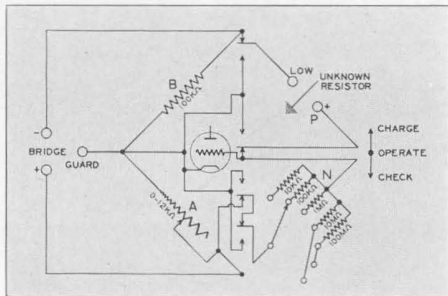 LOW
UNKNOWN
RESISTOR
B
100KΩ
+
P
CHARGE
-
BRIDGE
GUARD
+
OPERATE
CHECK
N
10KΩ
100KΩ
1MΩ
10MΩ
100MΩ
A
0-12KΩ